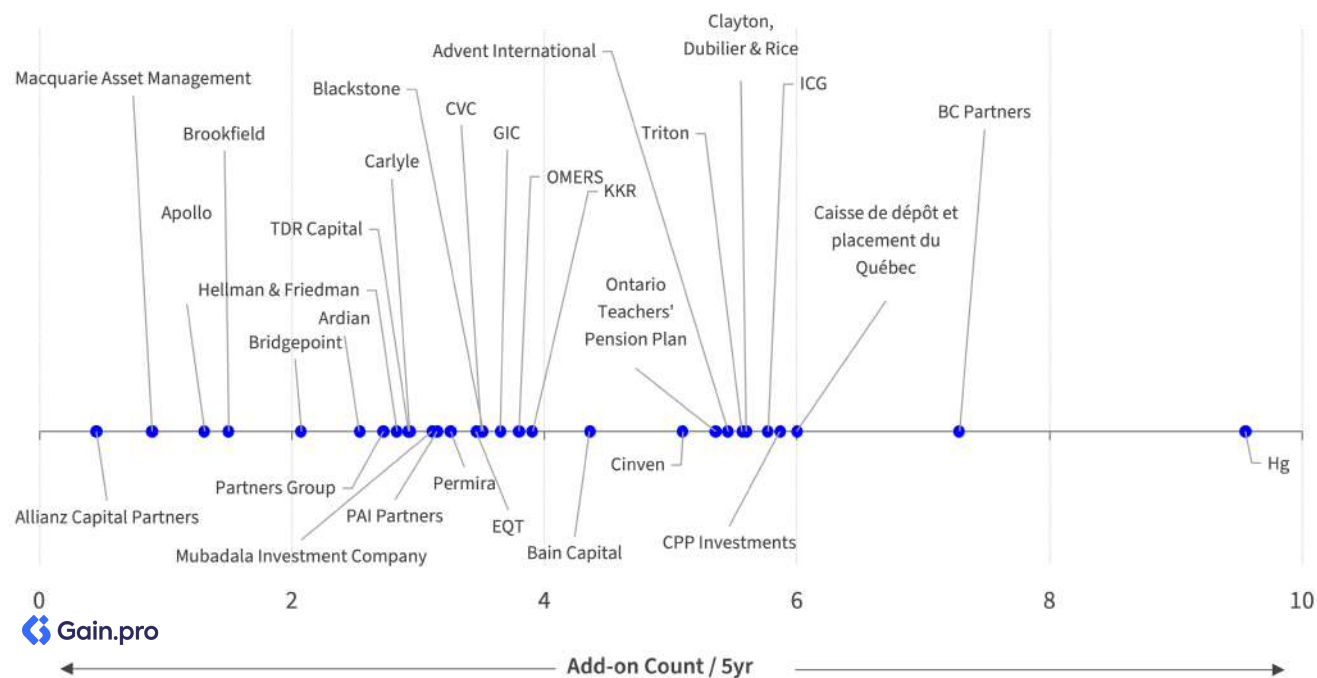 Clayton,
Dubilier & Rice
Advent International
Macquarie Asset Management
Blackstone
ICG
CVC
BC Partners
Brookfield
GIC
Triton
Carlyle
OMERS
KKR
Apollo
Caisse de dépôt et
placement du
Québec
TDR Capital
Hellman & Friedman
Ontario
Teachers'
Pension Plan
Ardian
Bridgepoint
Cinven
Hg
Partners Group
Permira
Allianz Capital Partners
PAI Partners
EQT
Mubadala Investment Company
Bain Capital
CPP Investments
0 2 4 6 8 10
Gain.pro
Add-on Count / 5yr